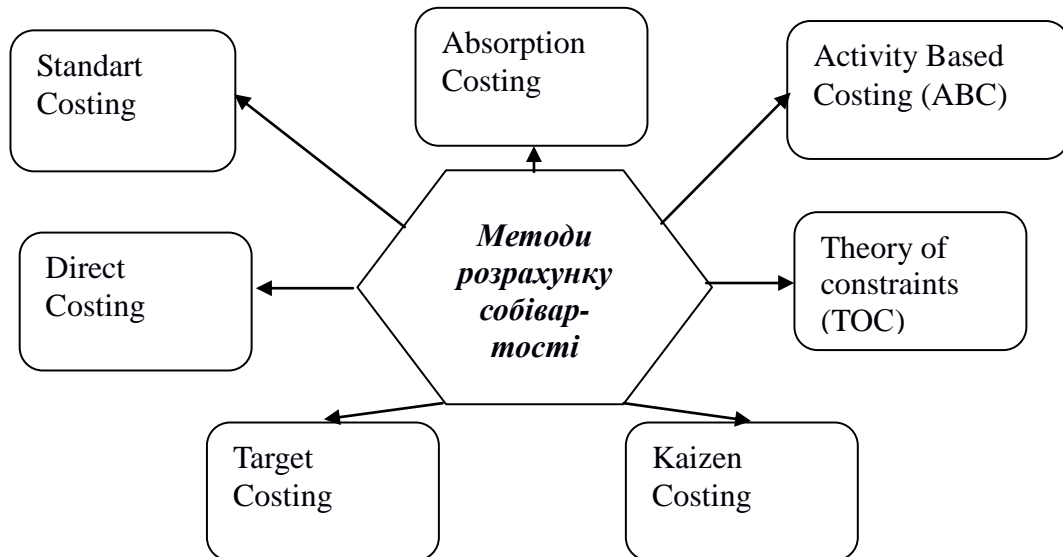 Standart
Costing
Absorption
Costing
Activity Based
Costing (ABC)
Direct
Costing
Методи
розрахунку
собівар-
тості
Theory of
constraints
(TOC)
Target
Costing
Kaizen
Costing